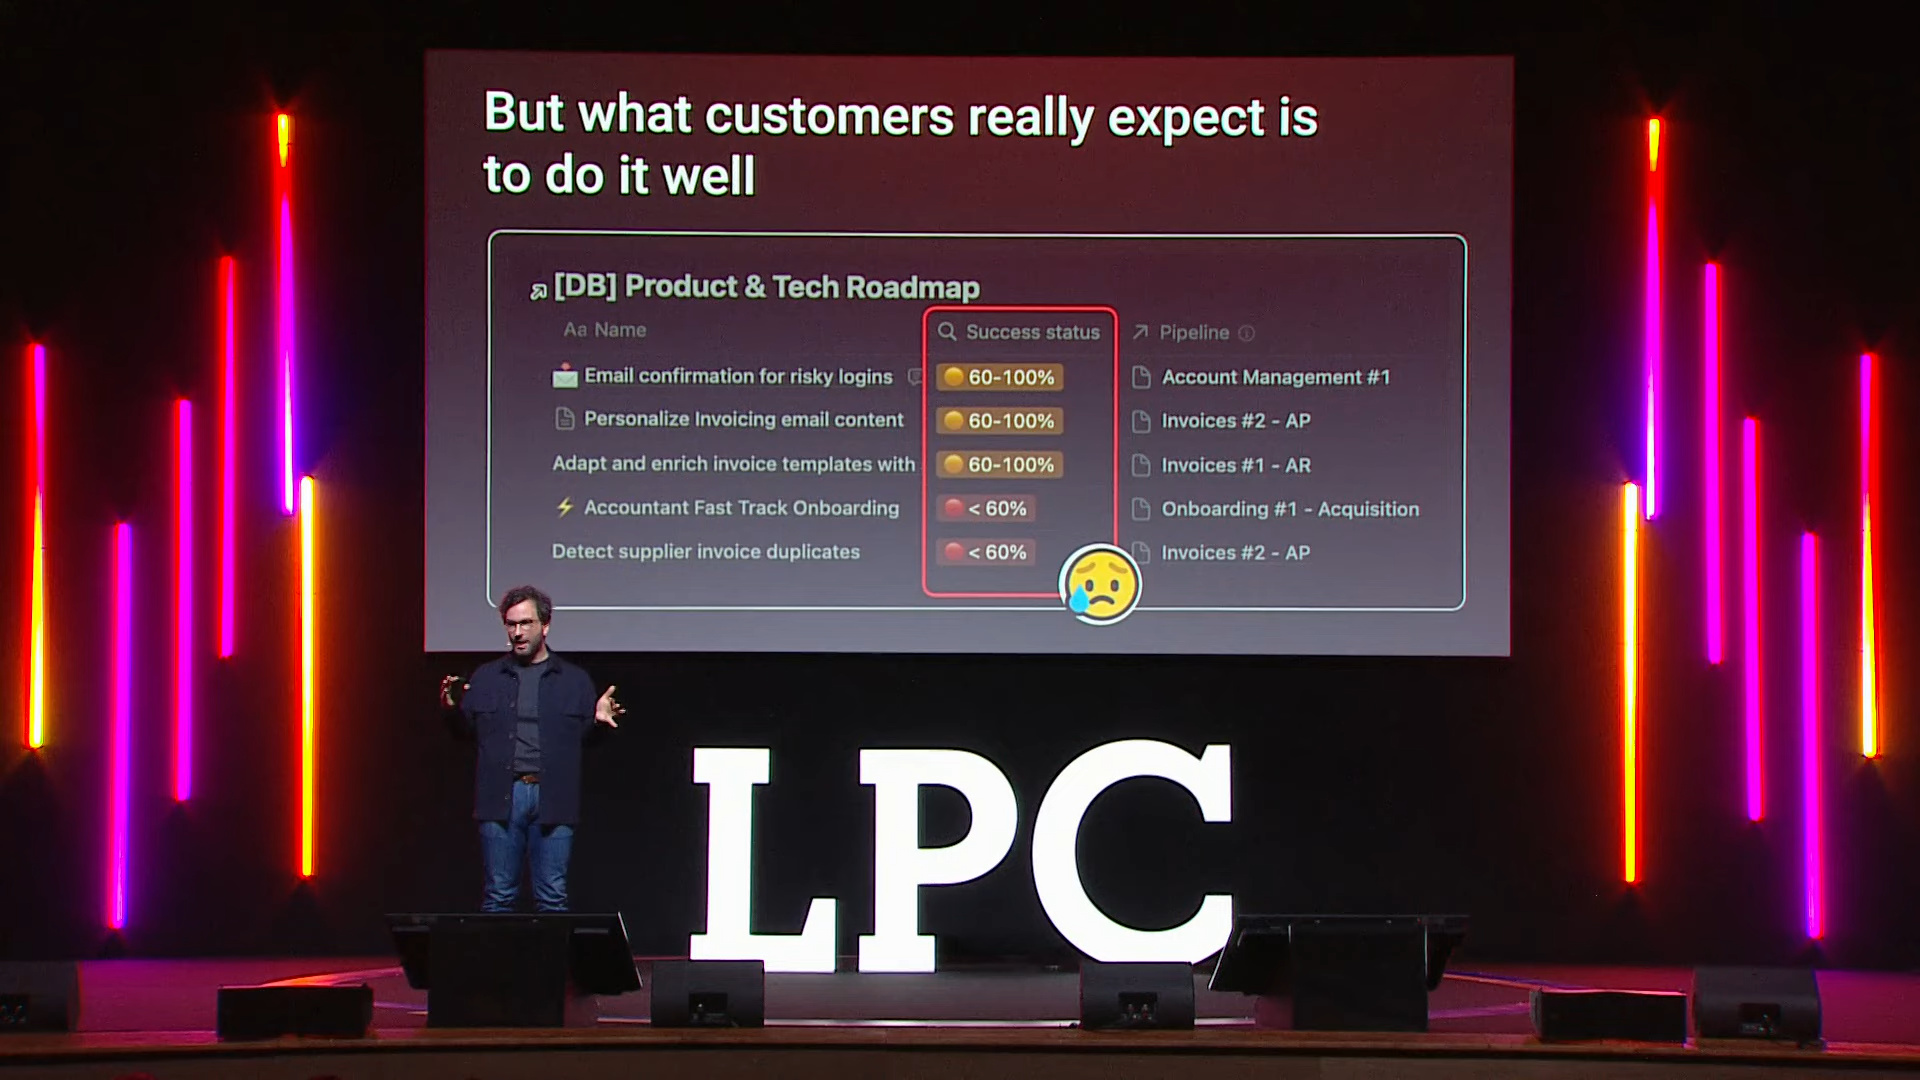 But what customers really expect is
to do it well
[DB] Product & Tech Roadmap
Aa Name Success status Pipeline
Email confirmation for risky logins 60-100% Account Management #1
Personalize Invoicing email content 60-100% Invoices #2 - AP
Adapt and enrich invoice templates with 60-100% Invoices #1 - AR
Accountant Fast Track Onboarding < 60% Onboarding #1 - Acquisition
Detect supplier invoice duplicates < 60% Invoices #2 - AP
LPC